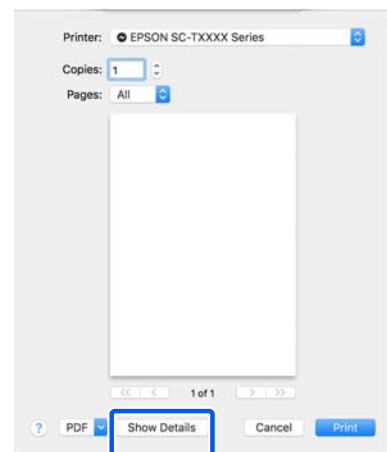 Printer: EPSON SC-TXXXX Series
Copies: 1
Pages: All
<< < 1 of 1 > >>
? PDF Show Details Cancel Print